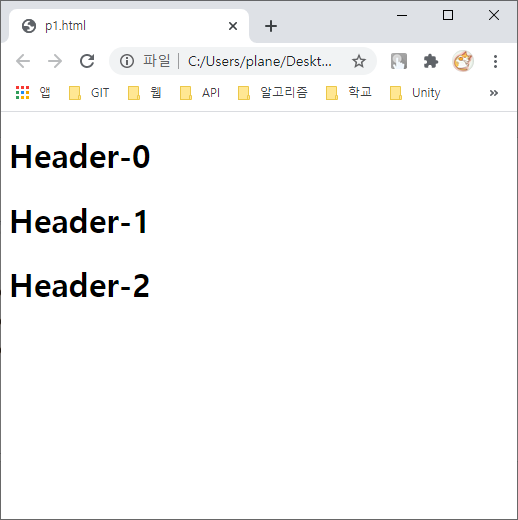 p1.html
파일 C:/Users/plane/Deskt...
앱 GIT 웹 API 알고리즘 학교 Unity
Header-0
Header-1
Header-2